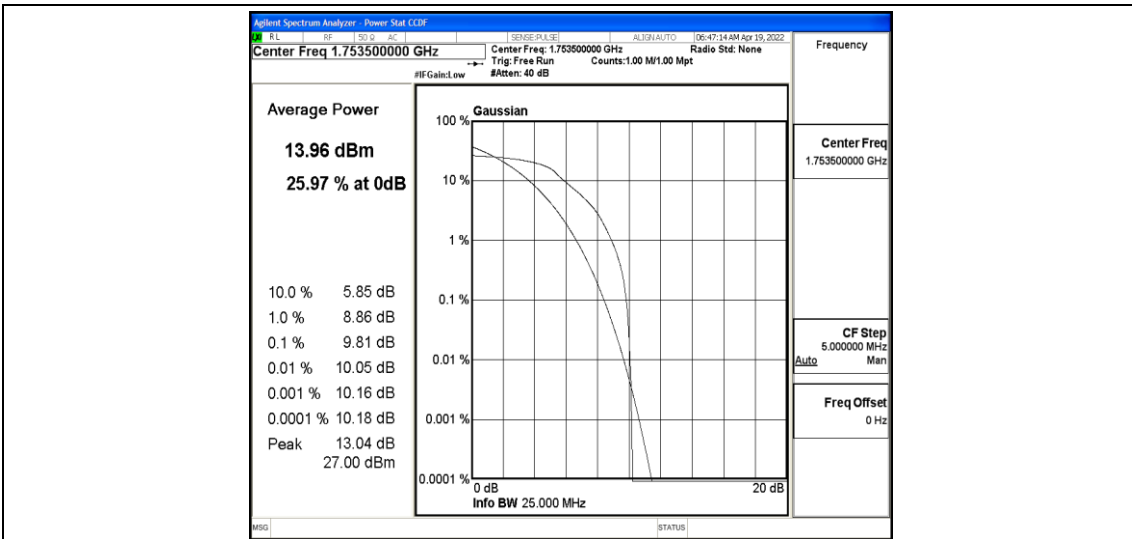 Agilent Spectrum Analyzer - Power Stat CCDF
LXI RL RF 50 Ω AC SENSE:PULSE ALIGN AUTO 06:47:14 AM Apr 19, 2022
Center Freq 1.753500000 GHz
Center Freq: 1.753500000 GHz Radio Std: None
Trig: Free Run Counts:1.00 M/1.00 Mpt
#IFGain:Low #Atten: 40 dB
Frequency
Average Power
13.96 dBm
25.97 % at 0dB
10.0 % 5.85 dB
1.0 % 8.86 dB
0.1 % 9.81 dB
0.01 % 10.05 dB
0.001 % 10.16 dB
0.0001 % 10.18 dB
Peak 13.04 dB
27.00 dBm
Gaussian
100 %
10 %
1 %
0.1 %
0.01 %
0.001 %
0.0001 %
0 dB 20 dB
Info BW 25.000 MHz
Center Freq
1.753500000 GHz
CF Step
5.000000 MHz
Auto Man
Freq Offset
0 Hz
MSG STATUS